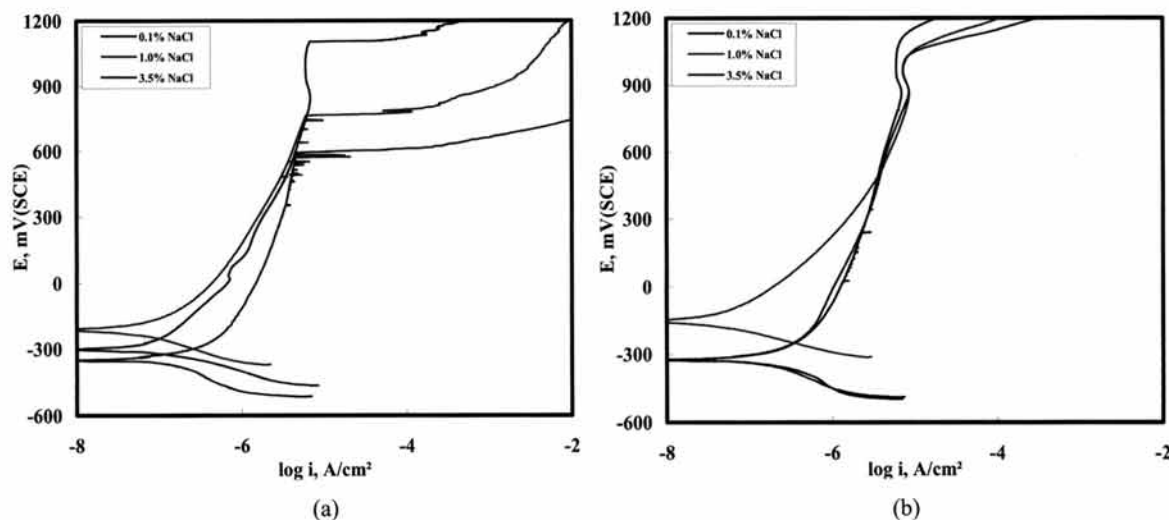 1200
900
600
300
0
-300
-600
E, mV(SCE)
0.1% NaCl
1.0% NaCl
3.5% NaCl
-8
-6
-4
-2
log i, A/cm²
(a)
1200
900
600
300
0
-300
-600
E, mV(SCE)
0.1% NaCl
1.0% NaCl
3.5% NaCl
-8
-6
-4
-2
log i, A/cm²
(b)